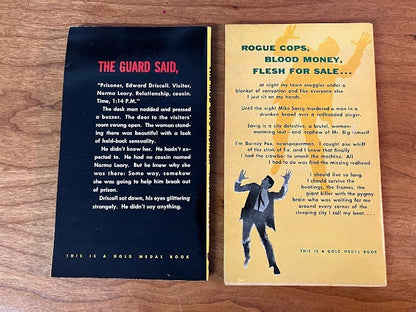 THE GUARD SAID,
"Prisoner, Edward Driscoll. Visitor,
Norma Leary. Relationship, cousin.
Time, 1:14 P.M."
The desk man nodded and pressed
a buzzer. The door to the visitors'
room swung open. The woman stand-
ing there was beautiful with a look
of held-back sensuality.
He didn't know her. He hadn't ex-
pected to. He had no cousin named
Norma Leary. But he knew why she
was there: Some way, somehow
she was going to help him break out
of prison.
Driscoll sat down, his eyes glittering
strangely. He didn't say anything.
THIS IS A GOLD MEDAL BOOK
ROGUE COPS,
BLOOD MONEY,
FLESH FOR SALE...
at night my town snuggles under a
blanket of corruption and like everyone else
I just sit on my hands.
Until the night Mike Savig murdered a man in a
drunken brawl over a redheaded singer.
Savig is a city detective, a brutal, woman-
mauling lout—and nephew of Mr. Big himself.
I'm Barney Fox, newspaperman. I caught one whiff
of the stink of fix, and I knew that finally
I had the crowbar to smash the machine. All
I had to do was find the missing redhead.
I should live so long.
I should survive the
beatings, the frames, the
giant killer with the pygmy
brain who was waiting for me
around every corner of the
sleeping city I call my beat....
THIS IS A GOLD MEDAL BOOK